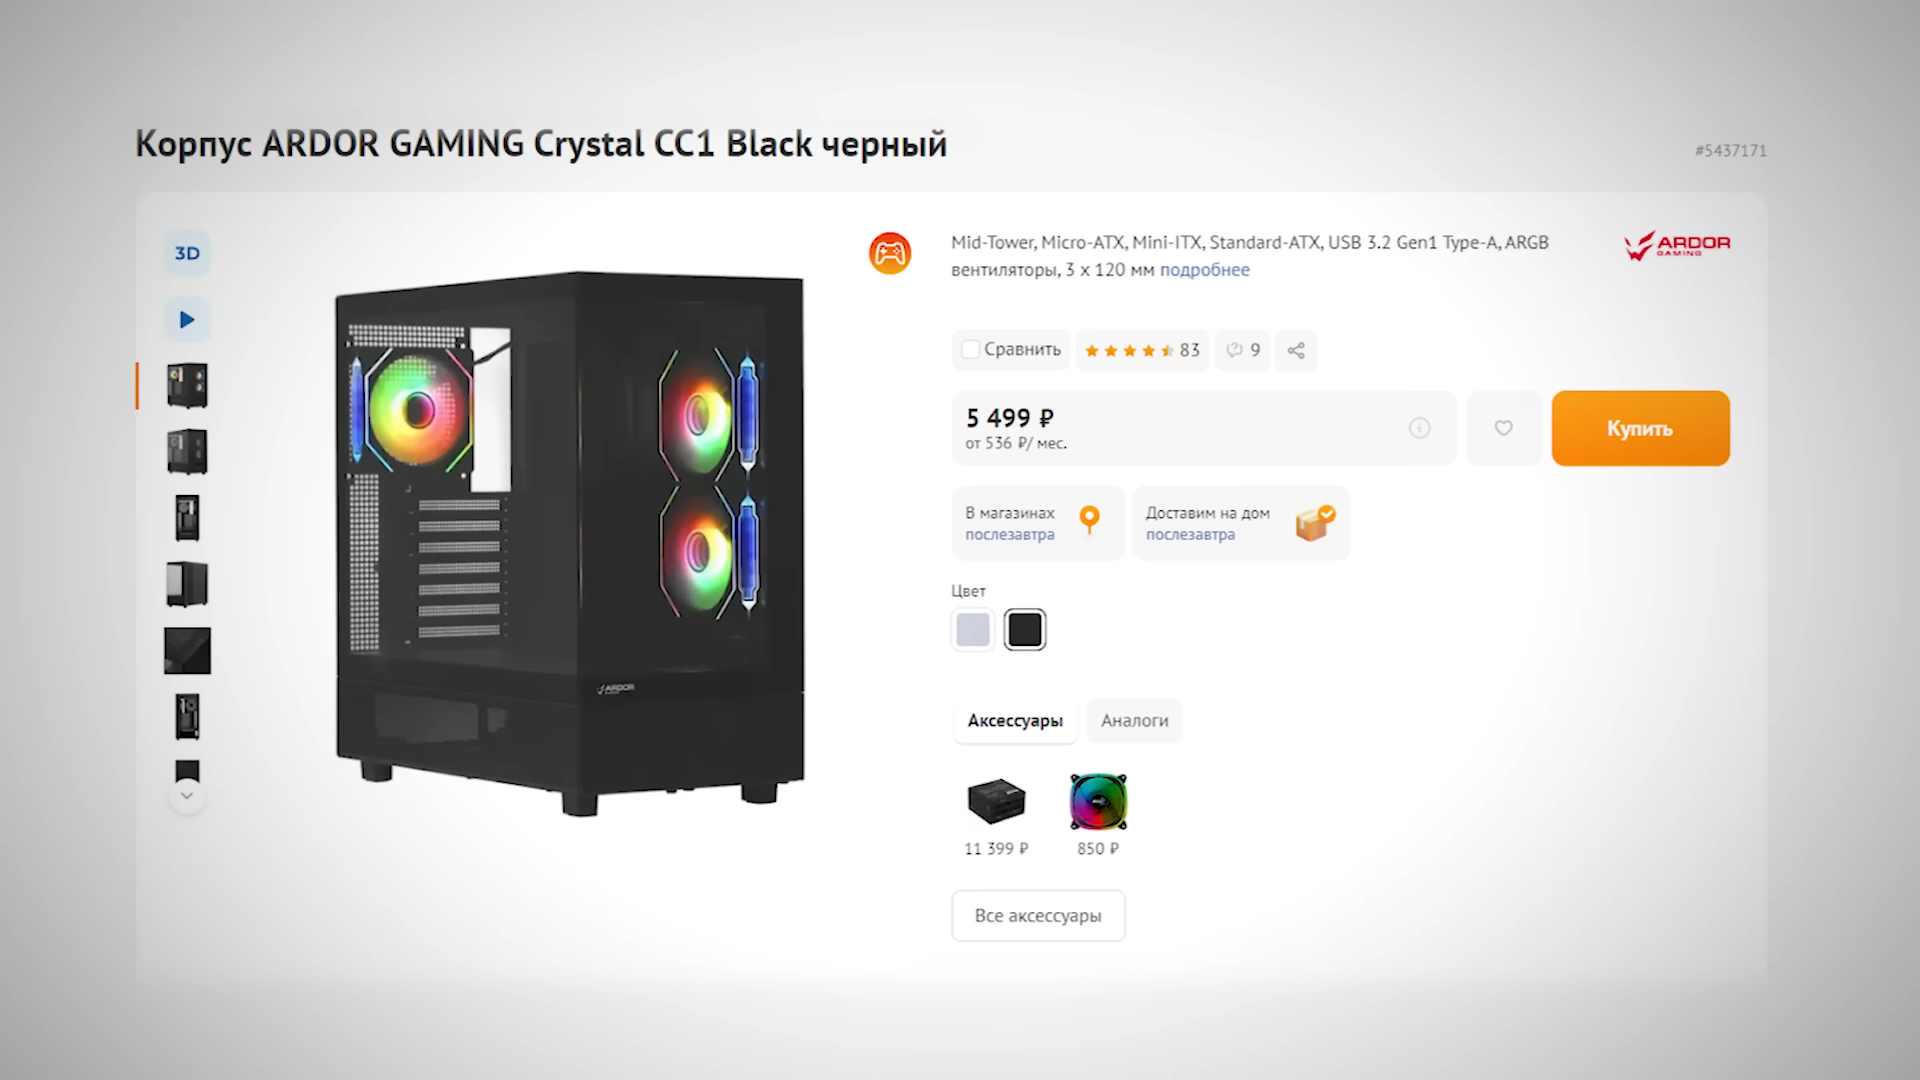 Корпус ARDOR GAMING Crystal CC1 Black черный
#5437171
3D
Mid-Tower, Micro-ATX, Mini-ITX, Standard-ATX, USB 3.2 Gen1 Type-A, ARGB
вентиляторы, 3 x 120 мм подробнее
ARDOR
GAMING
Сравнить
83
9
5 499 ₽
от 536 ₽/ мес.
Купить
В магазинах
послезавтра
Доставим на дом
послезавтра
Цвет
ARDOR
Аксессуары
Аналоги
11 399 ₽
850 ₽
Все аксессуары